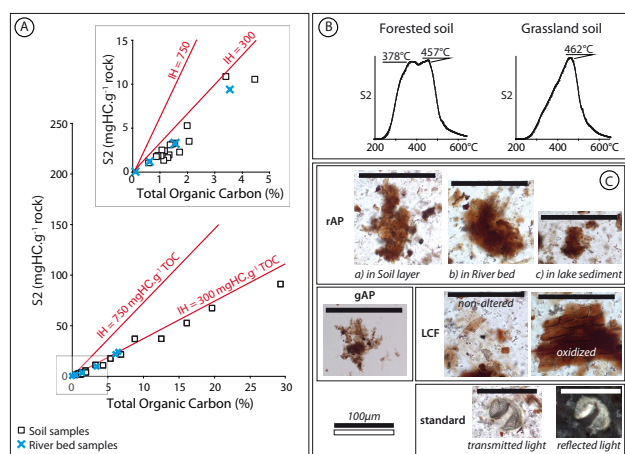 A
15
10
5
0
S2 (mgHC.g-1 rock)
IH = 750
IH = 300
0 1 2 3 4 5
Total Organic Carbon (%)
250
200
150
100
50
0
S2 (mgHC.g-1 rock)
IH = 750 mgHC.g-1 TOC
IH = 300 mgHC.g-1 TOC
0 5 10 15 20 25 30
Total Organic Carbon (%)
Soil samples
River bed samples
B
Forested soil
Grassland soil
378°C 457°C
462°C
S2
S2
200 600°C
200 600°C
C
rAP
a) in Soil layer
b) in River bed
c) in lake sediment
gAP
LCF
non-altered
oxidized
100µm
standard
transmitted light
reflected light